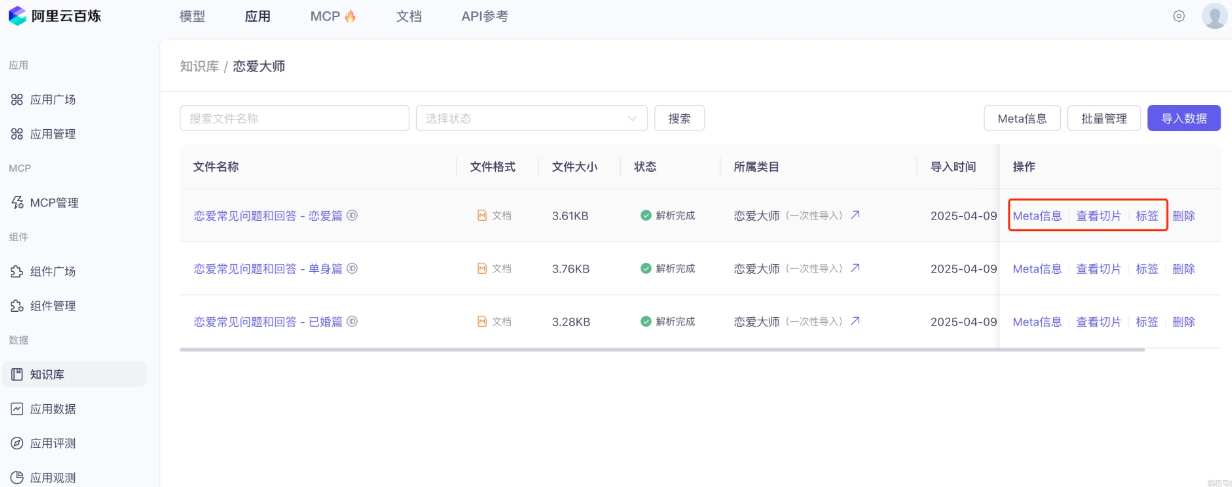 阿里云百炼 模型 应用 MCP 文档 API参考
应用
应用广场
应用管理
MCP
MCP管理
组件
组件广场
组件管理
数据
知识库
应用数据
应用评测
应用观测
知识库 / 恋爱大师
搜索文件名称 选择状态 搜索 Meta信息 批量管理 导入数据
文件名称 文件格式 文件大小 状态 所属类目 导入时间 操作
恋爱常见问题和回答 - 恋爱篇 文档 3.61KB 解析完成 恋爱大师（一次性导入） 2025-04-09 Meta信息 查看切片 标签 删除
恋爱常见问题和回答 - 单身篇 文档 3.76KB 解析完成 恋爱大师（一次性导入） 2025-04-09 Meta信息 查看切片 标签 删除
恋爱常见问题和回答 - 已婚篇 文档 3.28KB 解析完成 恋爱大师（一次性导入） 2025-04-09 Meta信息 查看切片 标签 删除